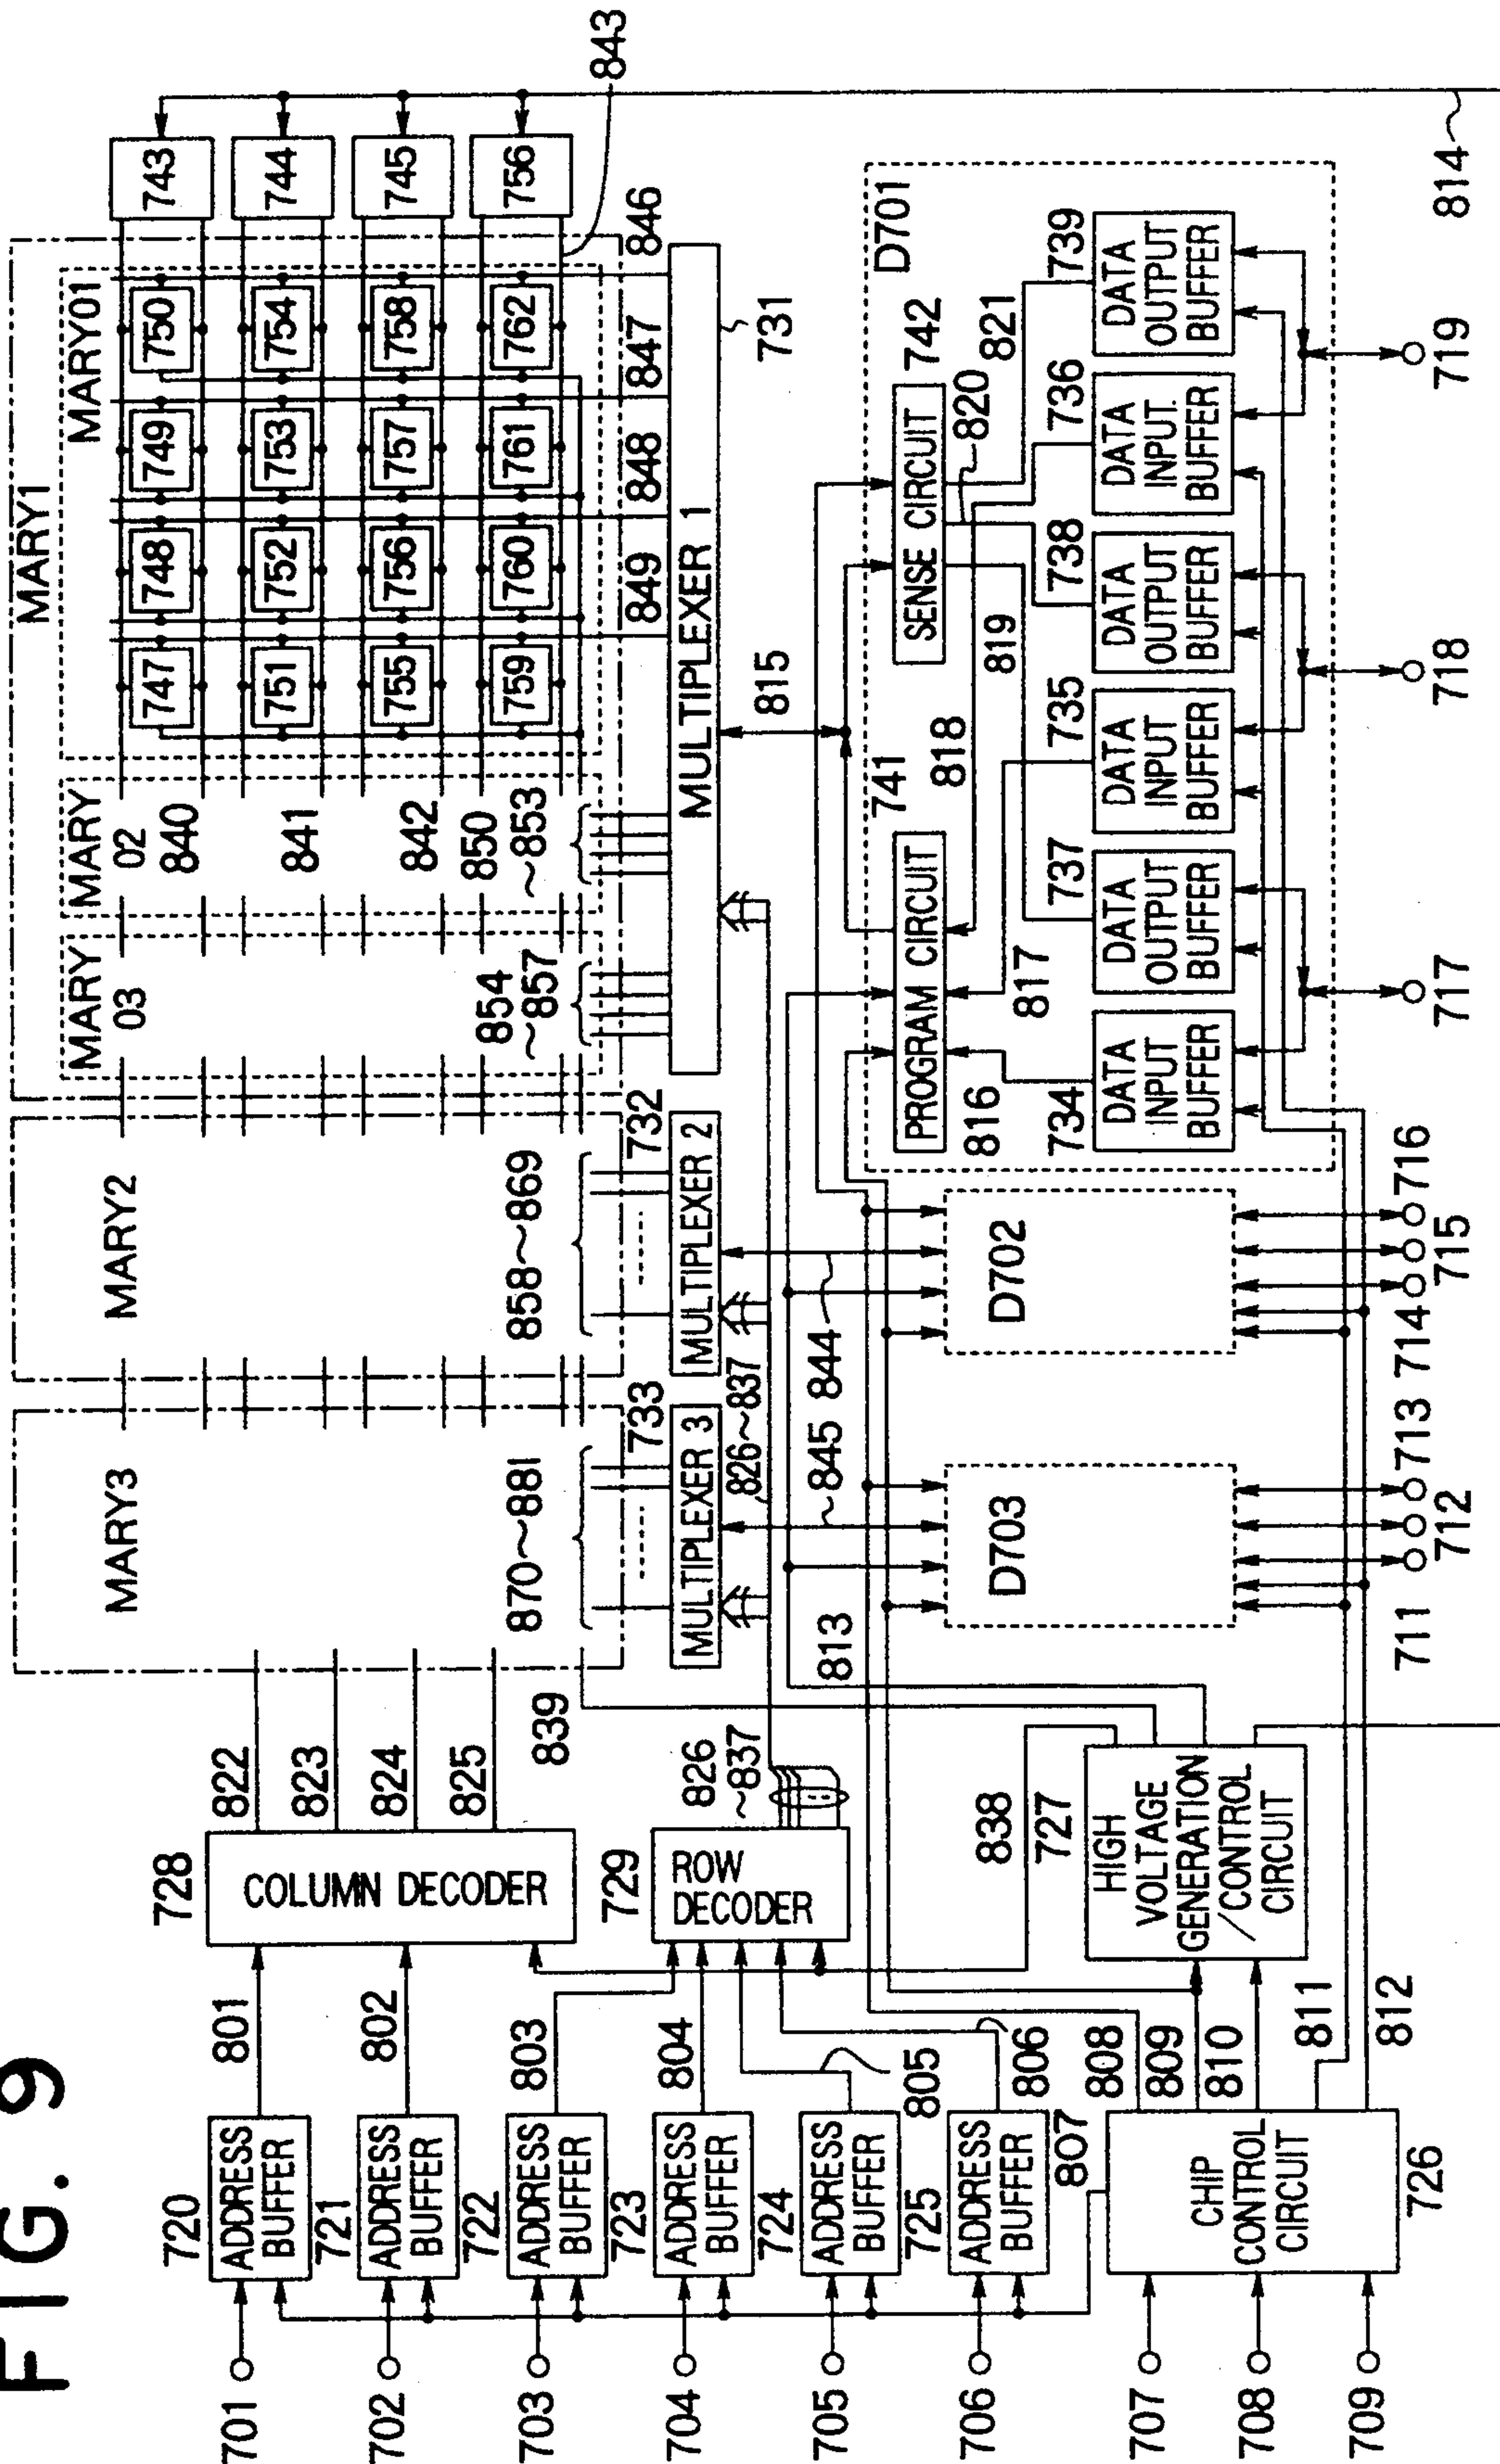 FIG. 9
MARY1
MARY01
MARY
02
MARY
03
MARY2
MARY3
743
744
745
756
747
748
749
750
751
752
753
754
755
756
757
758
759
760
761
762
840
841
842
843
850
~853
854
~857
858~869
870~881
846
847
848
849
822
823
824
825
839
728
COLUMN DECODER
729
ROW
DECODER
826
~837
826~837
MULTIPLEXER 1
731
MULTIPLEXER 2
732
MULTIPLEXER 3
733
815
844
845
813
838
727
HIGH
VOLTAGE
GENERATION
/CONTROL
CIRCUIT
814
D701
D702
D703
741
PROGRAM CIRCUIT
742
SENSE CIRCUIT
816
817
818
819
820
821
734
DATA
INPUT
BUFFER
737
DATA
OUTPUT
BUFFER
735
DATA
INPUT
BUFFER
738
DATA
OUTPUT
BUFFER
736
DATA
INPUT.
BUFFER
739
DATA
OUTPUT
BUFFER
711
712
713
714
715
716
717
718
719
701
702
703
704
705
706
707
708
709
720
ADDRESS
BUFFER
721
ADDRESS
BUFFER
722
ADDRESS
BUFFER
723
ADDRESS
BUFFER
724
ADDRESS
BUFFER
725
ADDRESS
BUFFER
801
802
803
804
805
806
807
808
809
810
811
812
CHIP
CONTROL
CIRCUIT
726